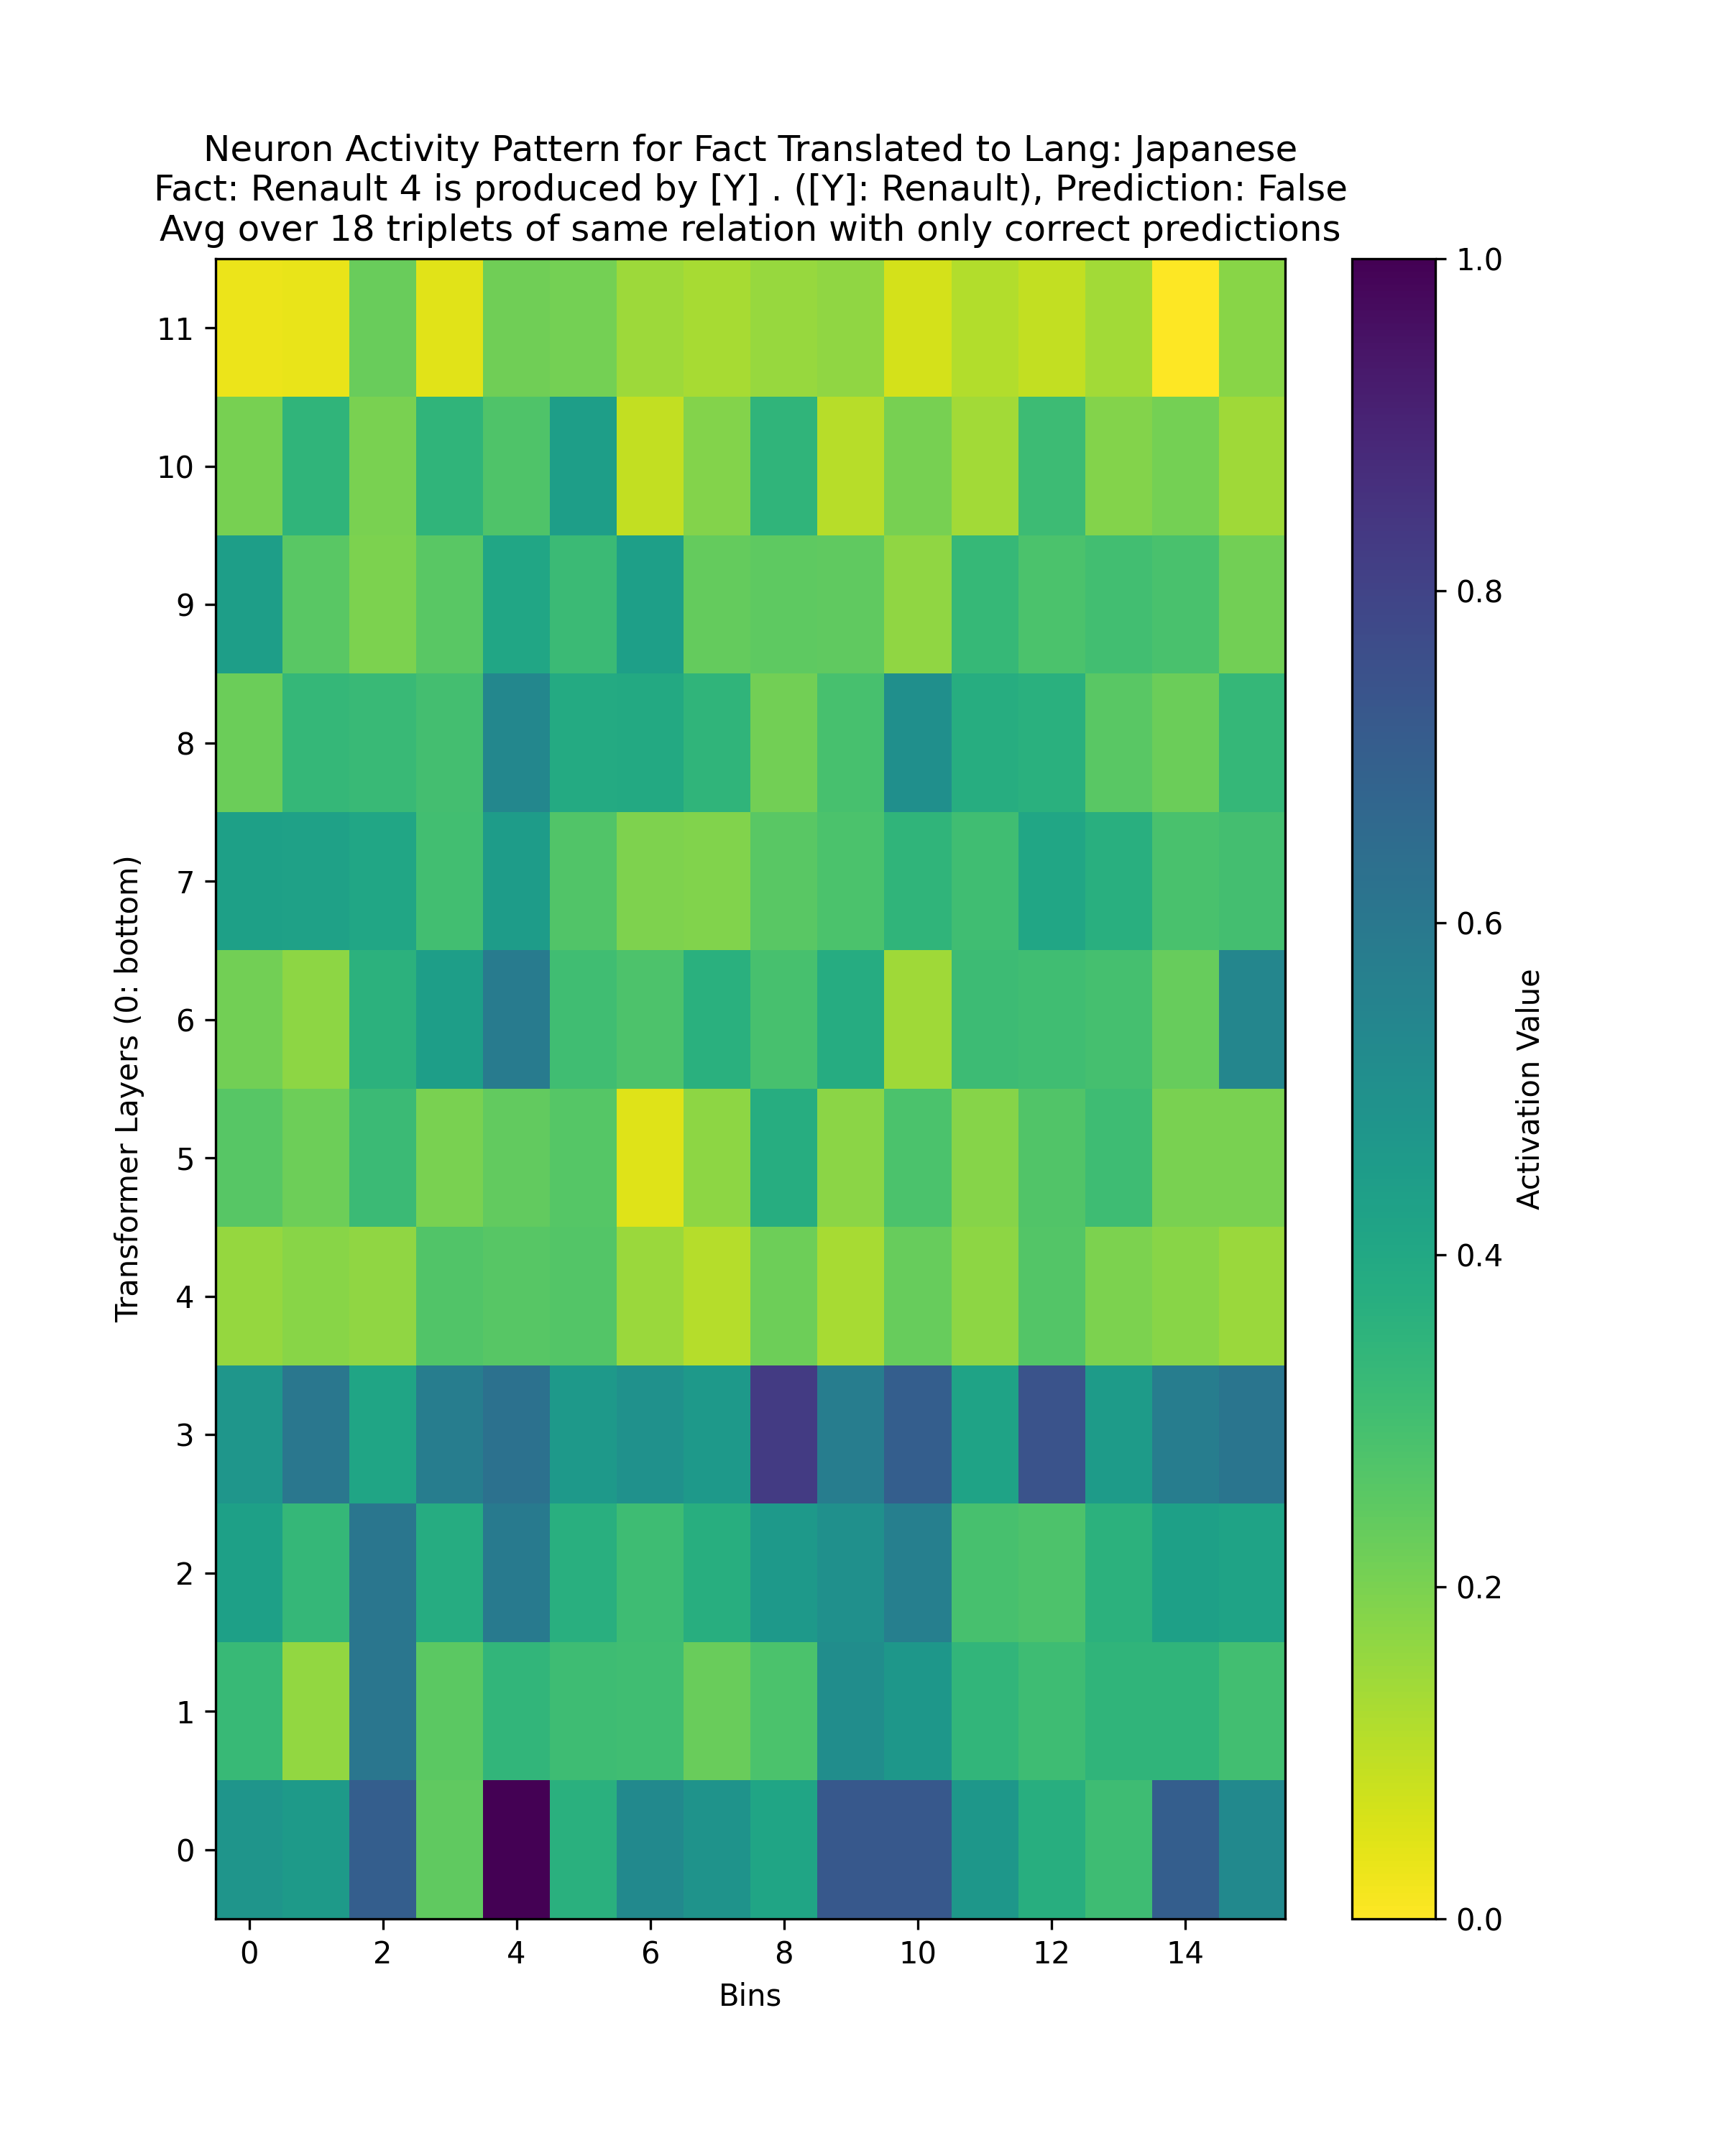 Neuron Activity Pattern for Fact Translated to Lang: Japanese
Fact: Renault 4 is produced by [Y] . ([Y]: Renault), Prediction: False
Avg over 18 triplets of same relation with only correct predictions
Transformer Layers (0: bottom)
11
10
9
8
7
6
5
4
3
2
1
0
0 2 4 6 8 10 12 14
Bins
1.0
0.8
0.6
0.4
0.2
0.0
Activation Value